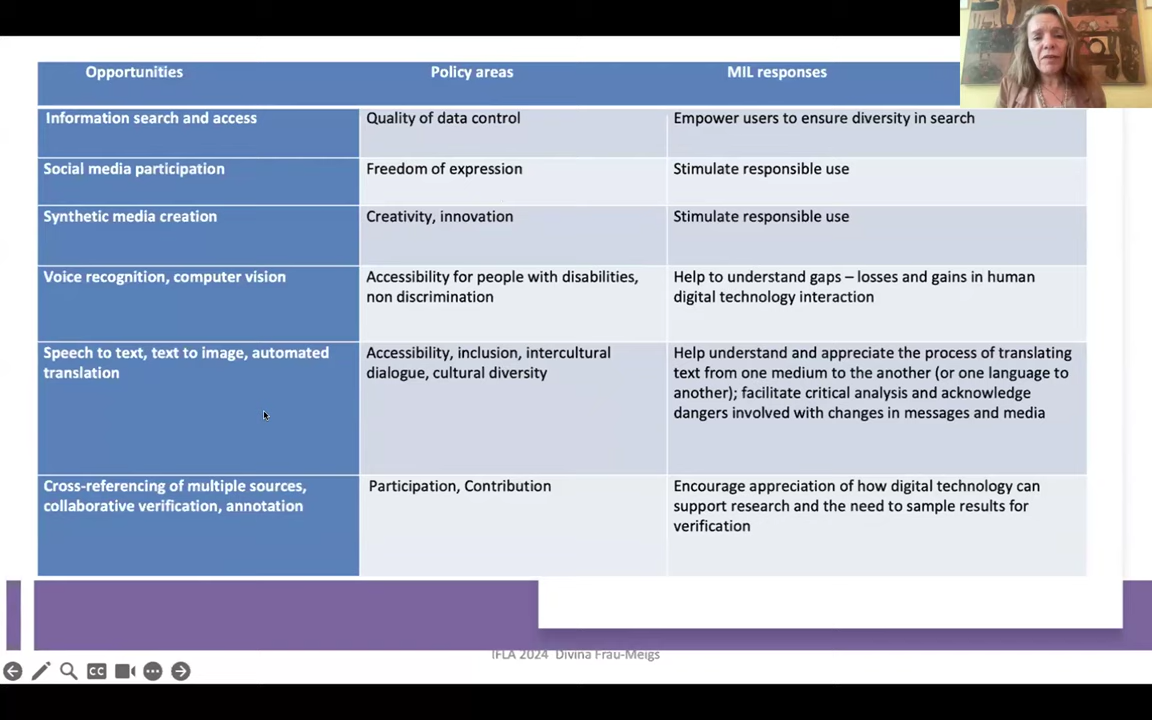 Opportunities
Policy areas
MIL responses
Information search and access
Quality of data control
Empower users to ensure diversity in search
Social media participation
Freedom of expression
Stimulate responsible use
Synthetic media creation
Creativity, innovation
Stimulate responsible use
Voice recognition, computer vision
Accessibility for people with disabilities,
non discrimination
Help to understand gaps – losses and gains in human
digital technology interaction
Speech to text, text to image, automated
translation
Accessibility, inclusion, intercultural
dialogue, cultural diversity
Help understand and appreciate the process of translating
text from one medium to the another (or one language to
another); facilitate critical analysis and acknowledge
dangers involved with changes in messages and media
Cross-referencing of multiple sources,
collaborative verification, annotation
Participation, Contribution
Encourage appreciation of how digital technology can
support research and the need to sample results for
verification
IFLA 2024 Divina Frau-Meigs
CC